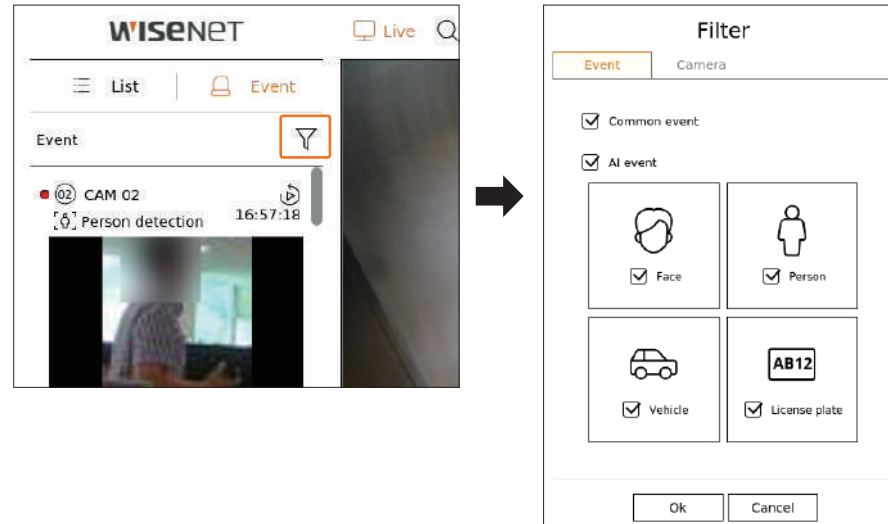 WISENET
Live
List
Event
Event
02 CAM 02
Person detection
16:57:18
Filter
Event
Camera
Common event
AI event
Face
Person
Vehicle
AB12
License plate
Ok
Cancel